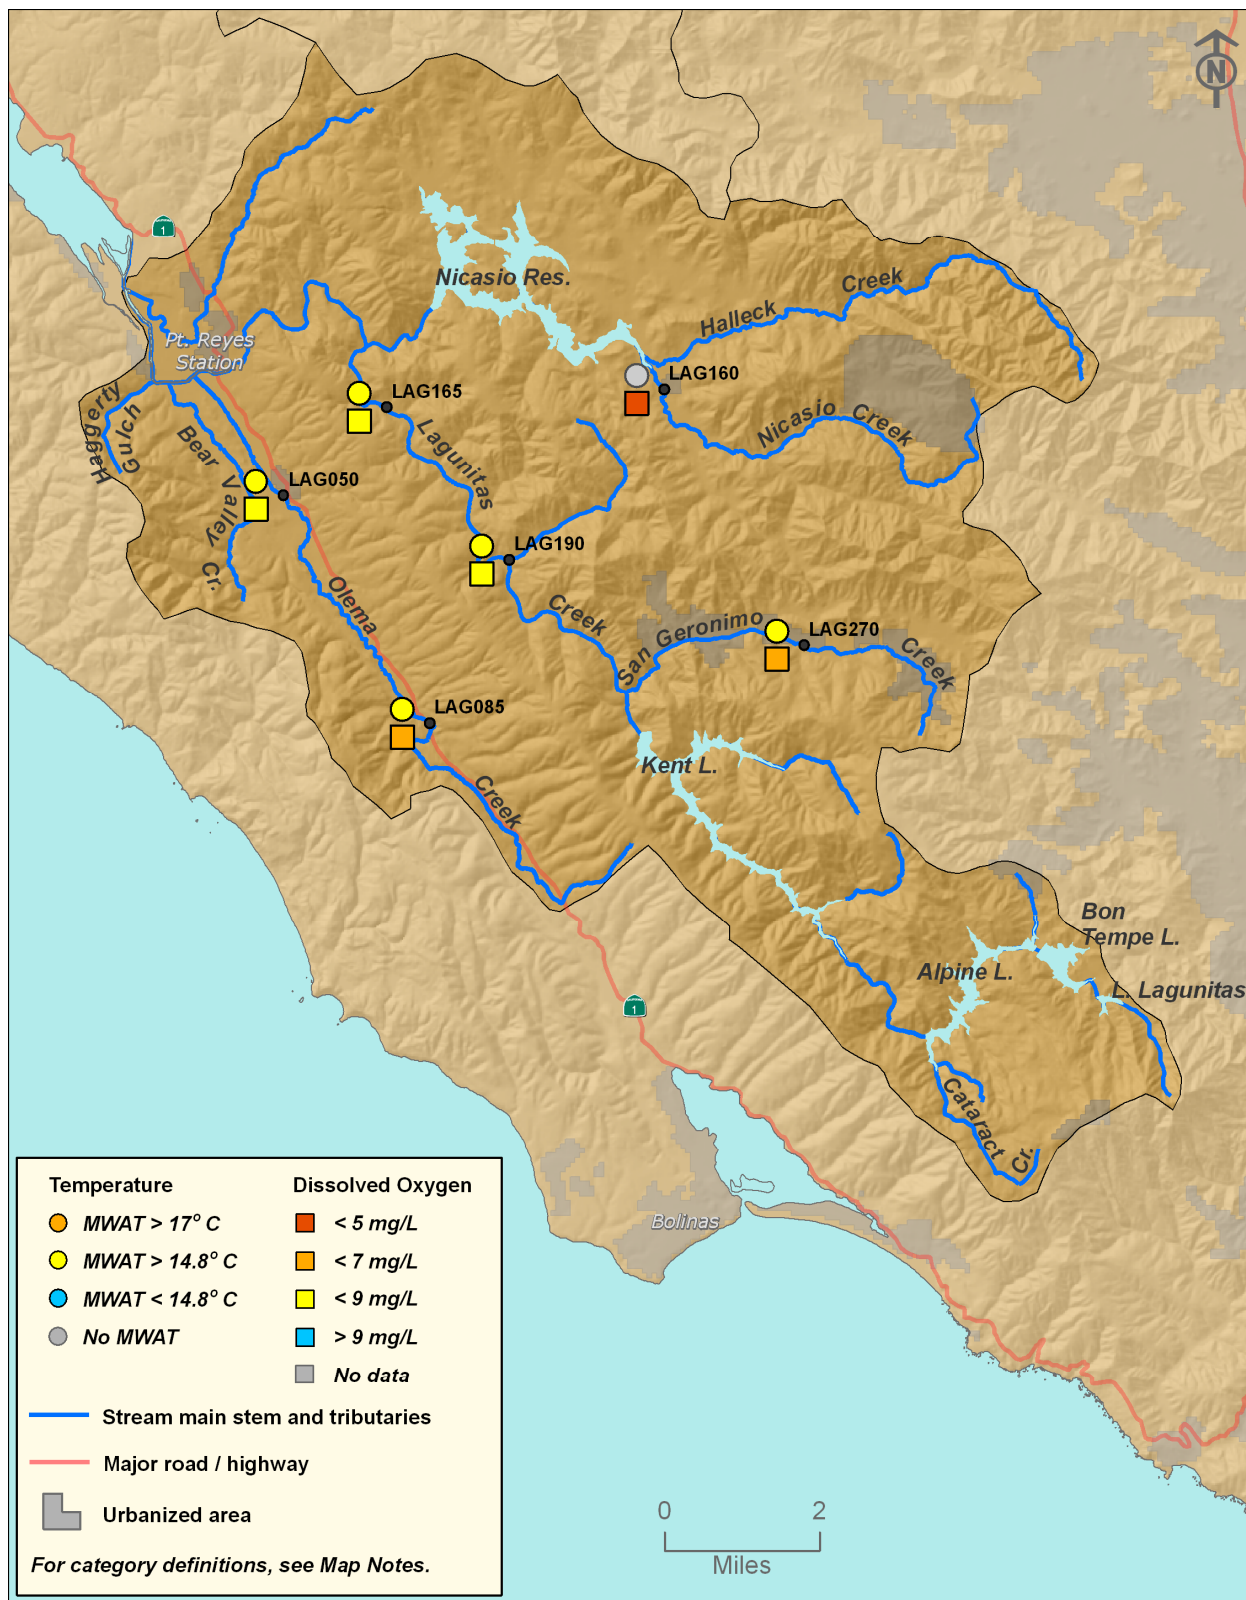 N
1
Nicasio Res.
Halleck
Creek
Pt. Reyes
Station
LAG160
LAG165
Haggerty
Gulch
Lagunitas
Nicasio
Creek
Bear
Valley
Cr.
LAG050
LAG190
Olema
Creek
San Geronimo
Creek
LAG270
LAG085
Kent L.
Creek
Bon
Tempe L.
Alpine L.
L. Lagunitas
1
Cataract
Cr.
Bolinas
Temperature
MWAT > 17° C
MWAT > 14.8° C
MWAT < 14.8° C
No MWAT
Dissolved Oxygen
< 5 mg/L
< 7 mg/L
< 9 mg/L
> 9 mg/L
No data
Stream main stem and tributaries
Major road / highway
Urbanized area
For category definitions, see Map Notes.
0 2
Miles